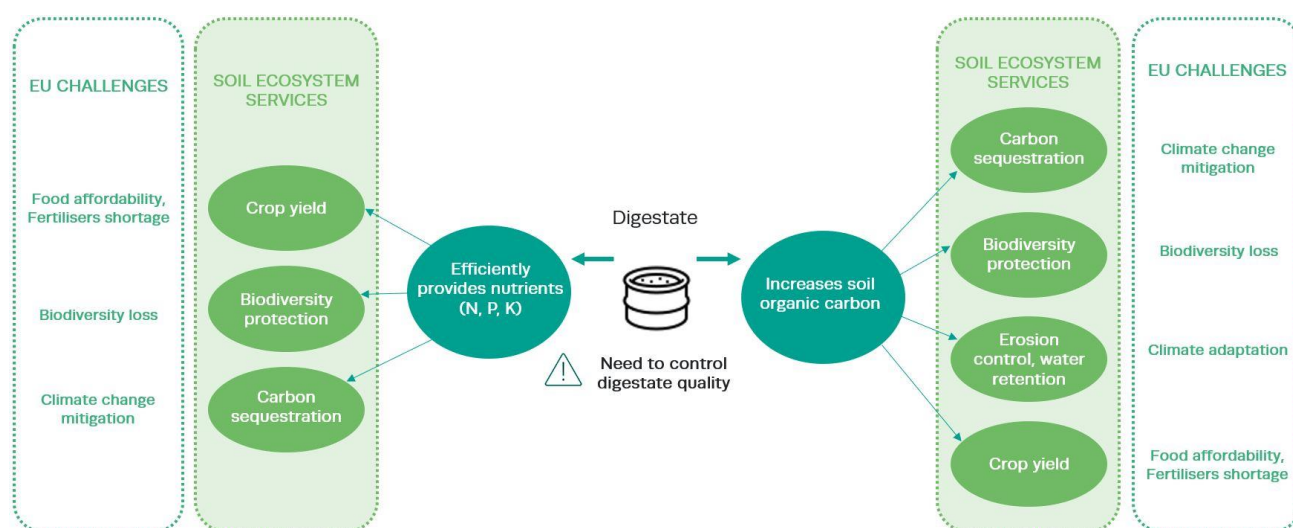 EU CHALLENGES
Food affordability,
Fertilisers shortage
Biodiversity loss
Climate change
mitigation
SOIL ECOSYSTEM
SERVICES
Crop yield
Biodiversity
protection
Carbon
sequestration
Efficiently
provides nutrients
(N, P, K)
Digestate
Need to control
digestate quality
Increases soil
organic carbon
SOIL ECOSYSTEM
SERVICES
Carbon
sequestration
Biodiversity
protection
Erosion
control, water
retention
Crop yield
EU CHALLENGES
Climate change
mitigation
Biodiversity loss
Climate adaptation
Food affordability,
Fertilisers shortage